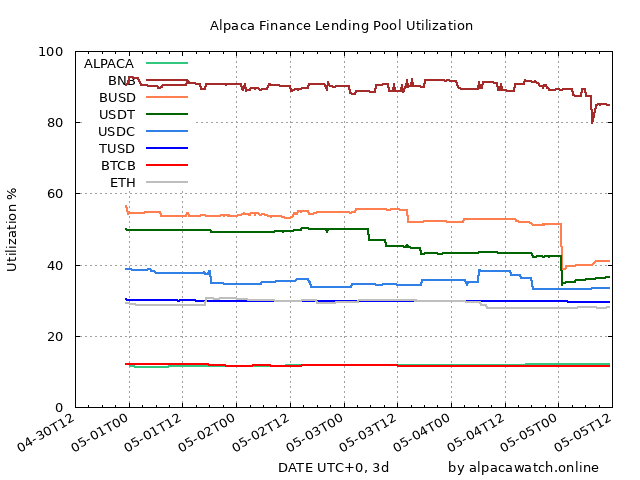 Alpaca Finance Lending Pool Utilization
100
80
60
40
20
0
Utilization %
ALPACA
BNB
BUSD
USDT
USDC
TUSD
BTCB
ETH
04-30T12
05-01T00
05-01T12
05-02T00
05-02T12
05-03T00
05-03T12
05-04T00
05-04T12
05-05T00
05-05T12
DATE UTC+0, 3d
by alpacawatch.online